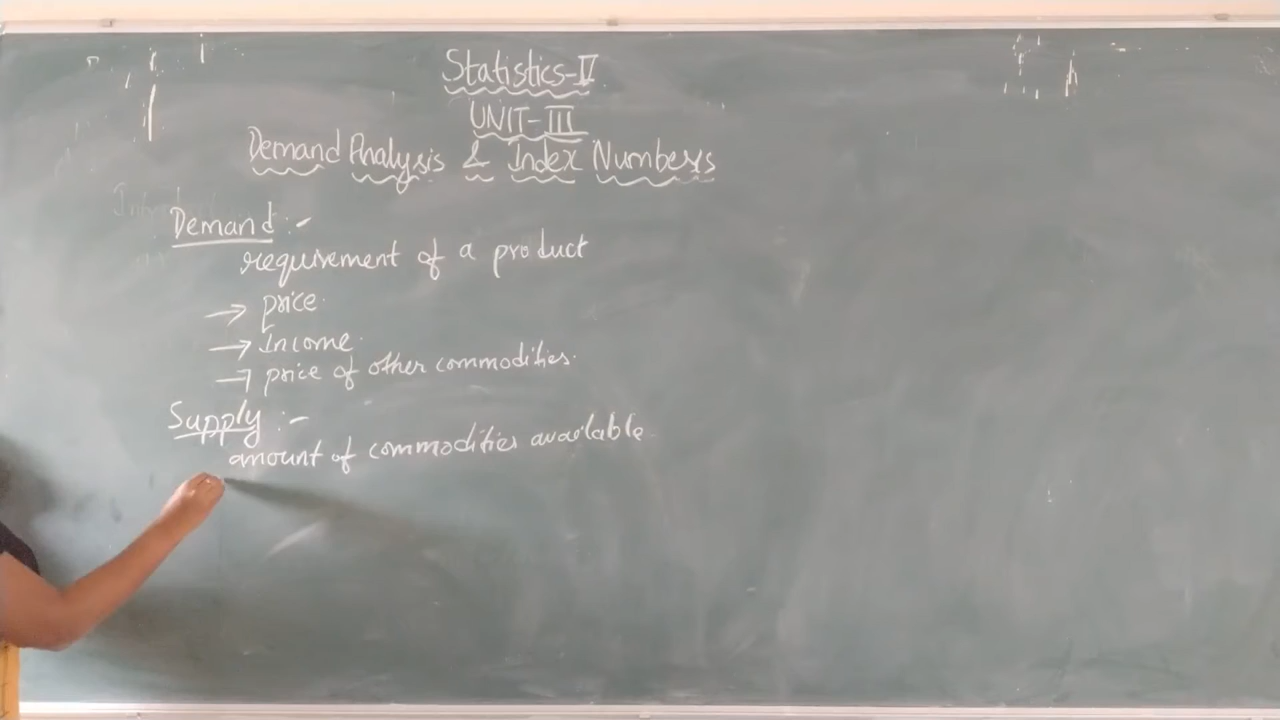 Statistics-V
UNIT-III
Demand Analysis & Index Numbers
Demand :-
requirement of a product
→ price.
→ Income.
→ price of other commodities.
Supply :-
amount of commodities available